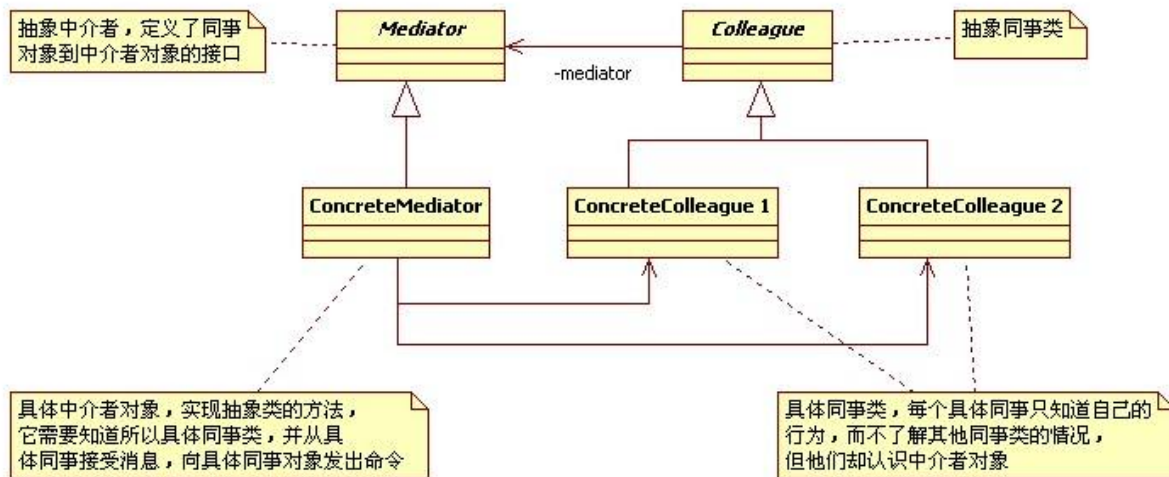 抽象中介者，定义了同事
对象到中介者对象的接口
Mediator
Colleague
抽象同事类
-mediator
ConcreteMediator
ConcreteColleague 1
ConcreteColleague 2
具体中介者对象，实现抽象类的方法，
它需要知道所以具体同事类，并从具
体同事接受消息，向具体同事对象发出命令
具体同事类，每个具体同事只知道自己的
行为，而不了解其他同事类的情况，
但他们却认识中介者对象